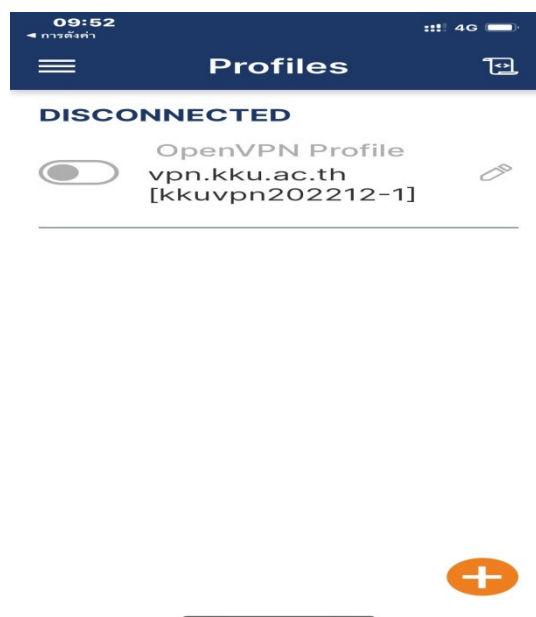 09:52
◄ การตั้งค่า
4G
Profiles
DISCONNECTED
OpenVPN Profile
vpn.kku.ac.th
[kkuvpn202212-1]